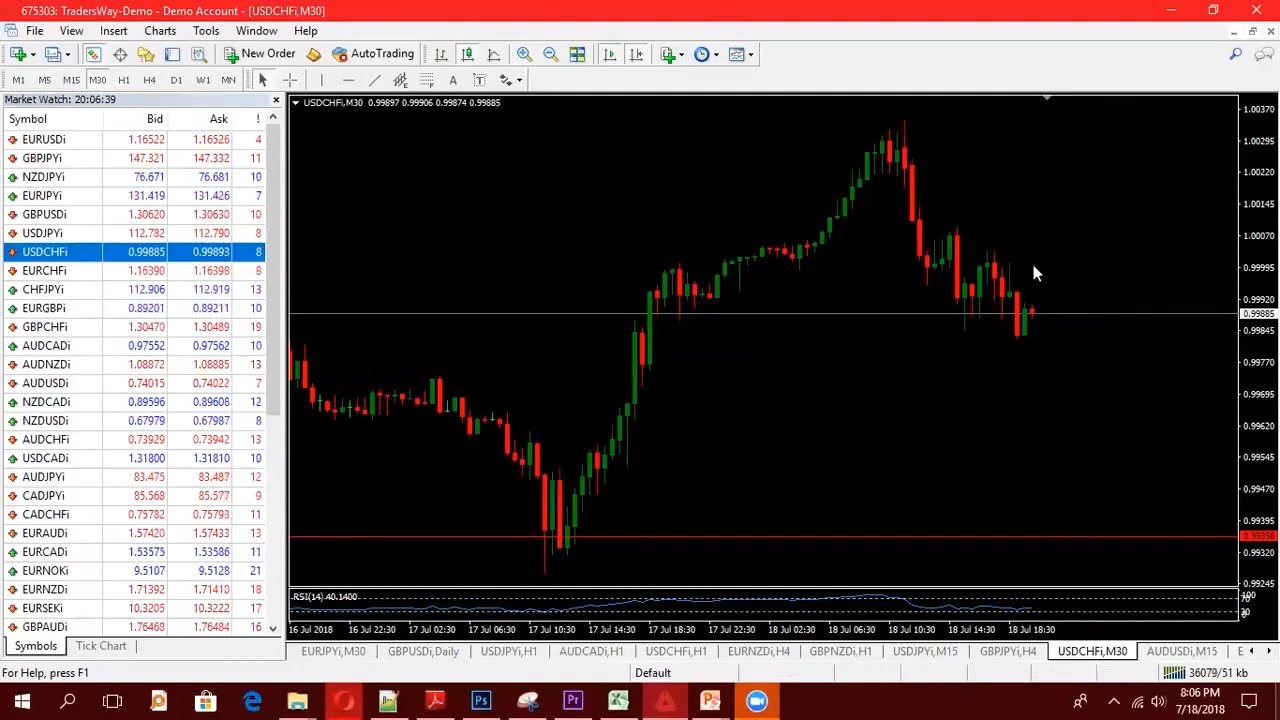 675303: TradersWay-Demo - Demo Account - [USDCHFi,M30]
File View Insert Charts Tools Window Help
New Order AutoTrading
M1 M5 M15 M30 H1 H4 D1 W1 MN A T
Market Watch: 20:06:39
Symbol Bid Ask !
EURUSDi 1.16522 1.16526 4
GBPJPYi 147.321 147.332 11
NZDJPYi 76.671 76.681 10
EURJPYi 131.419 131.426 7
GBPUSDi 1.30620 1.30630 10
USDJPYi 112.782 112.790 8
USDCHFi 0.99885 0.99893 8
EURCHFi 1.16390 1.16398 8
CHFJPYi 112.906 112.919 13
EURGBPi 0.89201 0.89211 10
GBPCHFi 1.30470 1.30489 19
AUDCADi 0.97552 0.97562 10
AUDNZDi 1.08872 1.08885 13
AUDUSDi 0.74015 0.74022 7
NZDCADi 0.89596 0.89608 12
NZDUSDi 0.67979 0.67987 8
AUDCHFi 0.73929 0.73942 13
USDCADi 1.31800 1.31810 10
AUDJPYi 83.475 83.487 12
CADJPYi 85.568 85.577 9
CADCHFi 0.75782 0.75793 11
EURAUDi 1.57420 1.57433 13
EURCADi 1.53575 1.53586 11
EURNOKi 9.5107 9.5128 21
EURNZDi 1.71392 1.71410 18
EURSEKi 10.3205 10.3222 17
GBPAUDi 1.76468 1.76484 16
Symbols Tick Chart
USDCHFi,M30 0.99897 0.99906 0.99874 0.99885
1.00370
1.00295
1.00220
1.00145
1.00070
0.99995
0.99920
0.99885
0.99845
0.99770
0.99695
0.99620
0.99545
0.99470
0.99395
0.99358
0.99320
0.99245
RSI(14) 40.1400
100
70
30
16 Jul 2018 16 Jul 22:30 17 Jul 02:30 17 Jul 06:30 17 Jul 10:30 17 Jul 14:30 17 Jul 18:30 17 Jul 22:30 18 Jul 02:30 18 Jul 06:30 18 Jul 10:30 18 Jul 14:30 18 Jul 18:30
EURJPYi,M30 GBPUSDi,Daily USDJPYi,H1 AUDCADi,H1 USDCHFi,H1 EURNZDi,H4 GBPNZDi,H1 USDJPYi,M15 GBPJPYi,H4 USDCHFi,M30 AUDUSDi,M15 E
For Help, press F1 Default 36079/51 kb
8:06 PM
7/18/2018